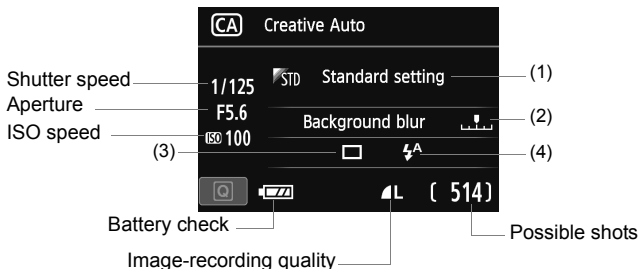 CA Creative Auto
Shutter speed
1/125
STD Standard setting
(1)
Aperture
F5.6
Background blur
(2)
ISO speed
ISO 100
(3)
A
(4)
Q
L
( 514)
Battery check
Possible shots
Image-recording quality